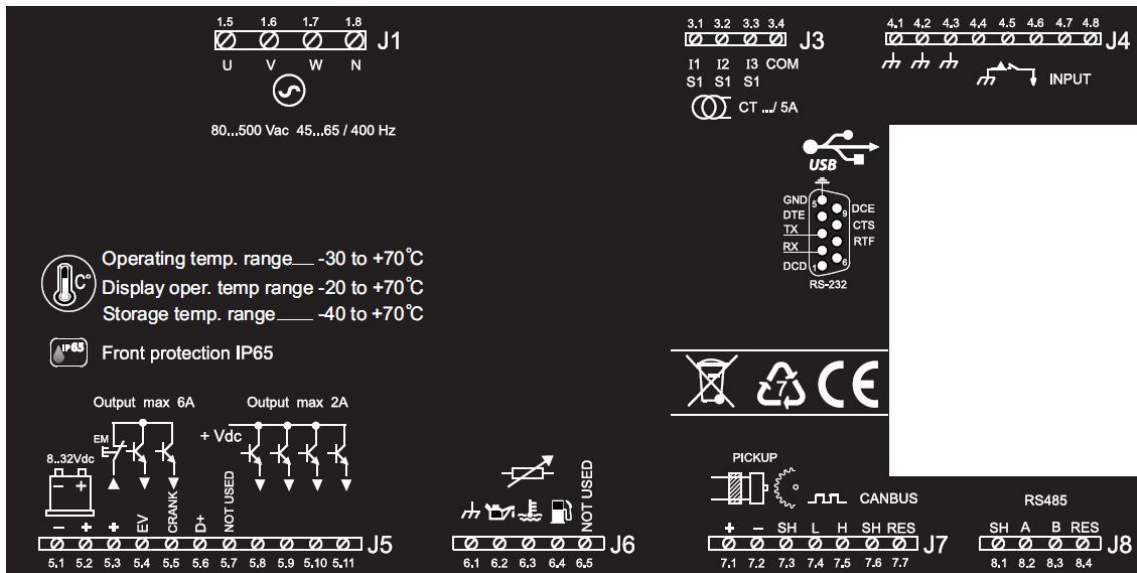 1.5 1.6 1.7 1.8
J1
U V W N
80...500 Vac 45...65 / 400 Hz
3.1 3.2 3.3 3.4
J3
I1 I2 I3 COM
S1 S1 S1
CT .../ 5A
4.1 4.2 4.3 4.4 4.5 4.6 4.7 4.8
J4
INPUT
USB
GND 5
DTE 9 DCE
TX CTS
RX RTF
DCD 1 6
RS-232
Operating temp. range -30 to +70°C
Display oper. temp range -20 to +70°C
Storage temp. range -40 to +70°C
C°
IP65
Front protection IP65
7
CE
Output max 6A Output max 2A
EM
+ Vdc
8..32Vdc
- +
- + + EV CRANK D+ NOT USED
J5
5.1 5.2 5.3 5.4 5.5 5.6 5.7 5.8 5.9 5.10 5.11
NOT USED
J6
6.1 6.2 6.3 6.4 6.5
PICKUP
CANBUS
+ - SH L H SH RES
J7
7.1 7.2 7.3 7.4 7.5 7.6 7.7
RS485
SH A B RES
J8
8.1 8.2 8.3 8.4